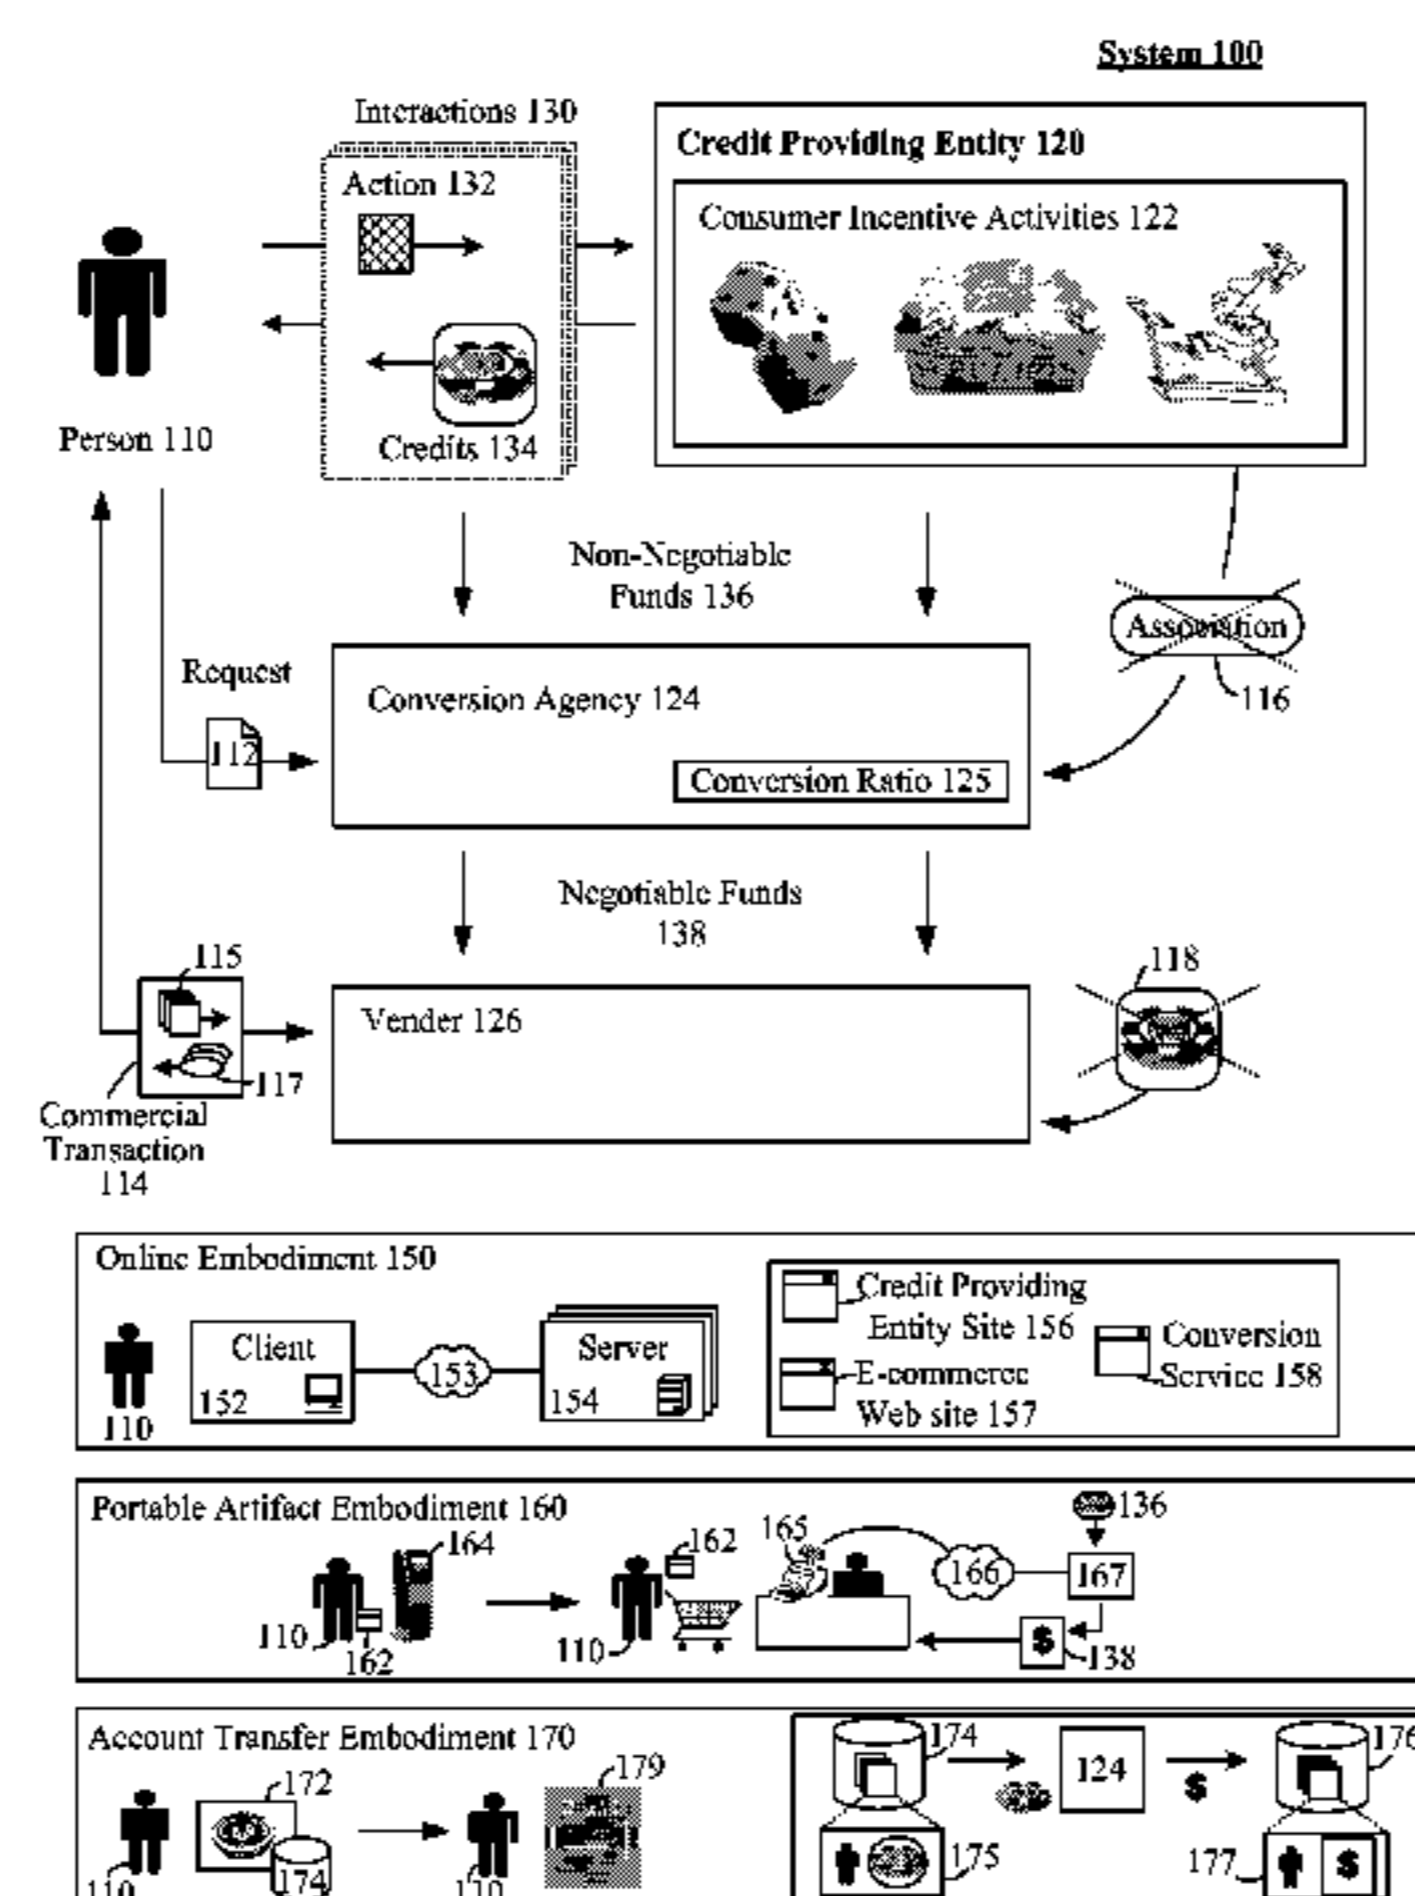 System 100
Interactions 130
Credit Providing Entity 120
Action 132
Consumer Incentive Activities 122
Credits 134
Person 110
Non-Negotiable
Funds 136
Association
116
Request
112
Conversion Agency 124
Conversion Ratio 125
Negotiable Funds
138
115
118
Vender 126
117
Commercial
Transaction
114
Online Embodiment 150
Credit Providing
Entity Site 156
Conversion
Service 158
E-commerce
Web site 157
Client
152
153
Server
154
110
Portable Artifact Embodiment 160
164
162
165
136
166
167
110
162
110
138
$
Account Transfer Embodiment 170
172
179
174
124
176
$
174
175
177
$
110
110